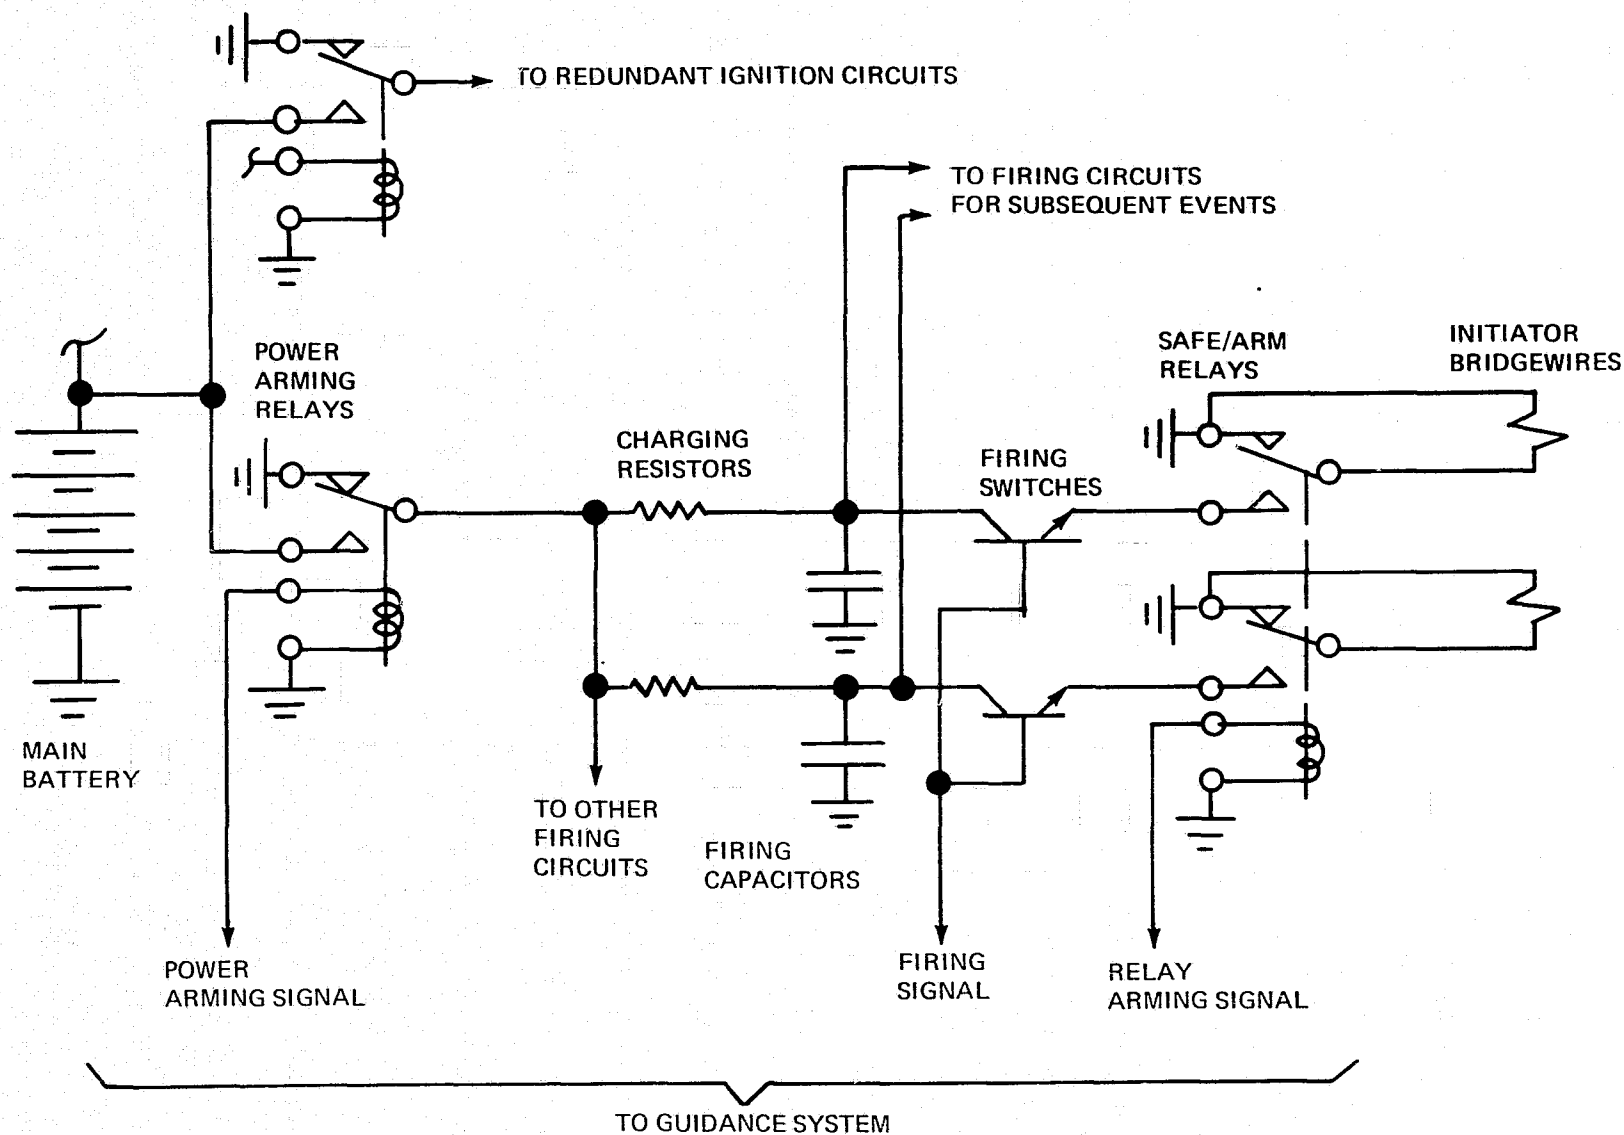 TO REDUNDANT IGNITION CIRCUITS
TO FIRING CIRCUITS
FOR SUBSEQUENT EVENTS
POWER
ARMING
RELAYS
SAFE/ARM
RELAYS
INITIATOR
BRIDGEWIRES
CHARGING
RESISTORS
FIRING
SWITCHES
MAIN
BATTERY
TO OTHER
FIRING
CIRCUITS
FIRING
CAPACITORS
POWER
ARMING SIGNAL
FIRING
SIGNAL
RELAY
ARMING SIGNAL
TO GUIDANCE SYSTEM